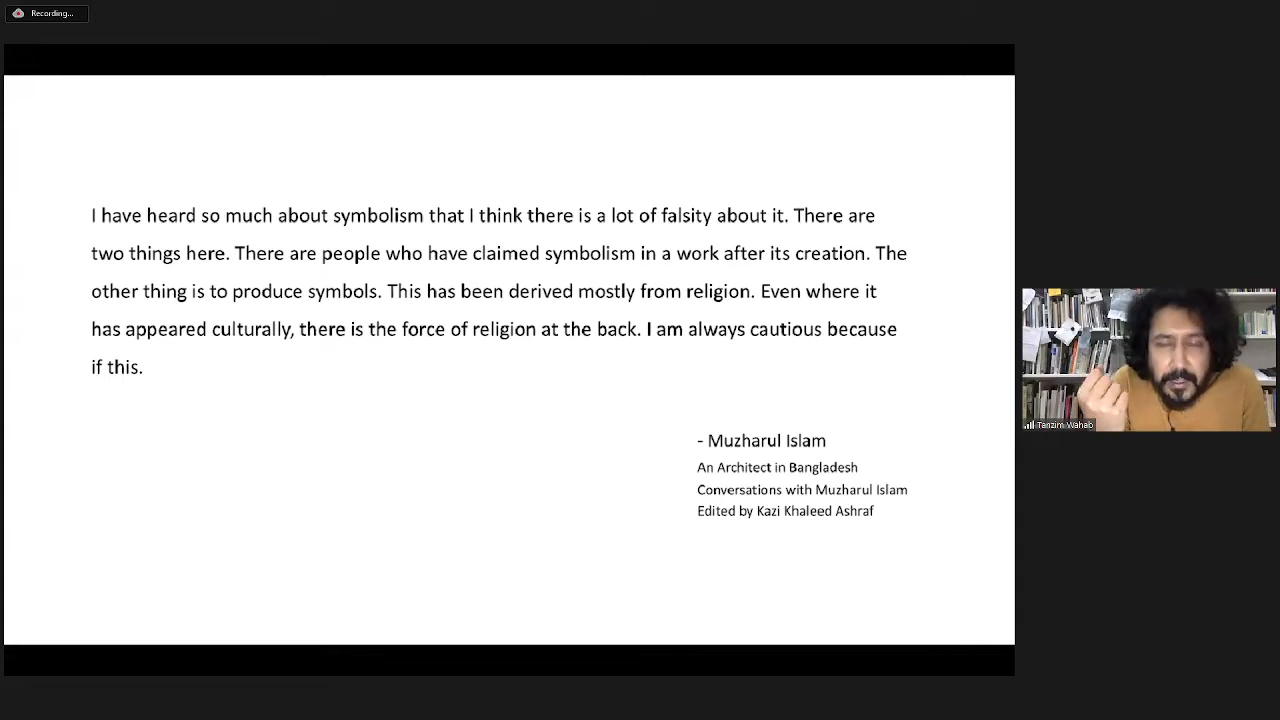 Recording...
I have heard so much about symbolism that I think there is a lot of falsity about it. There are
two things here. There are people who have claimed symbolism in a work after its creation. The
other thing is to produce symbols. This has been derived mostly from religion. Even where it
has appeared culturally, there is the force of religion at the back. I am always cautious because
if this.
- Muzharul Islam
An Architect in Bangladesh
Conversations with Muzharul Islam
Edited by Kazi Khaleed Ashraf
Tanzim Wahab